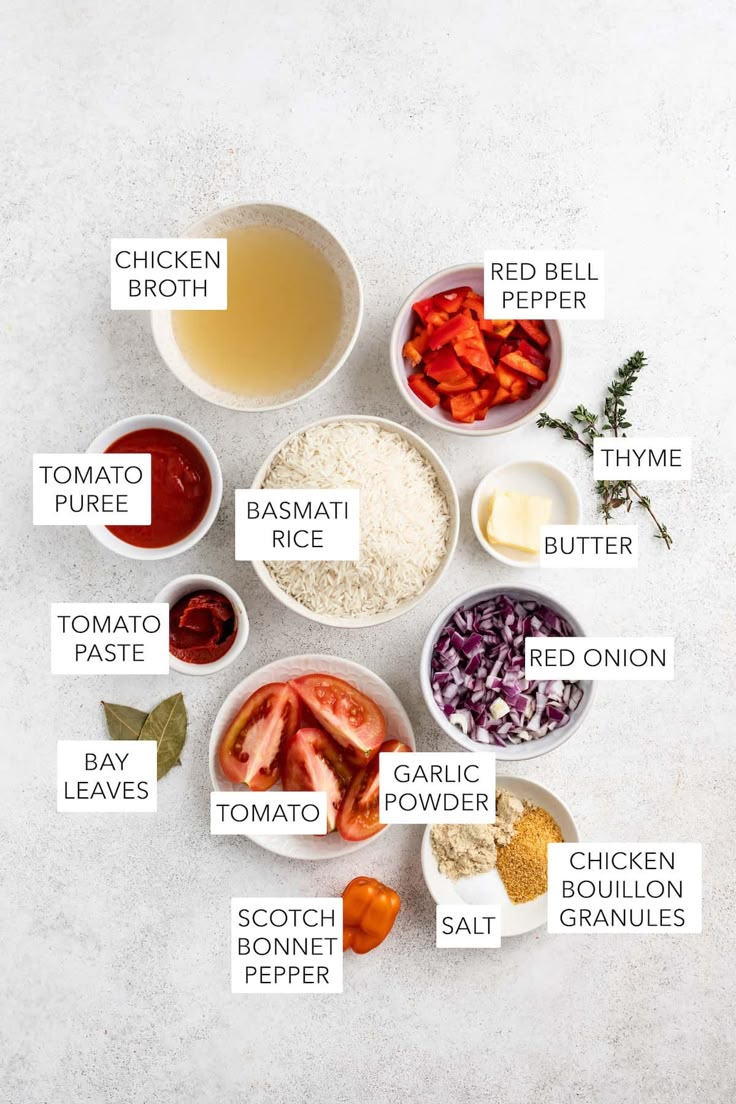 CHICKEN
BROTH
RED BELL
PEPPER
THYME
TOMATO
PUREE
BASMATI
RICE
BUTTER
TOMATO
PASTE
RED ONION
BAY
LEAVES
GARLIC
POWDER
TOMATO
CHICKEN
BOUILLON
GRANULES
SALT
SCOTCH
BONNET
PEPPER